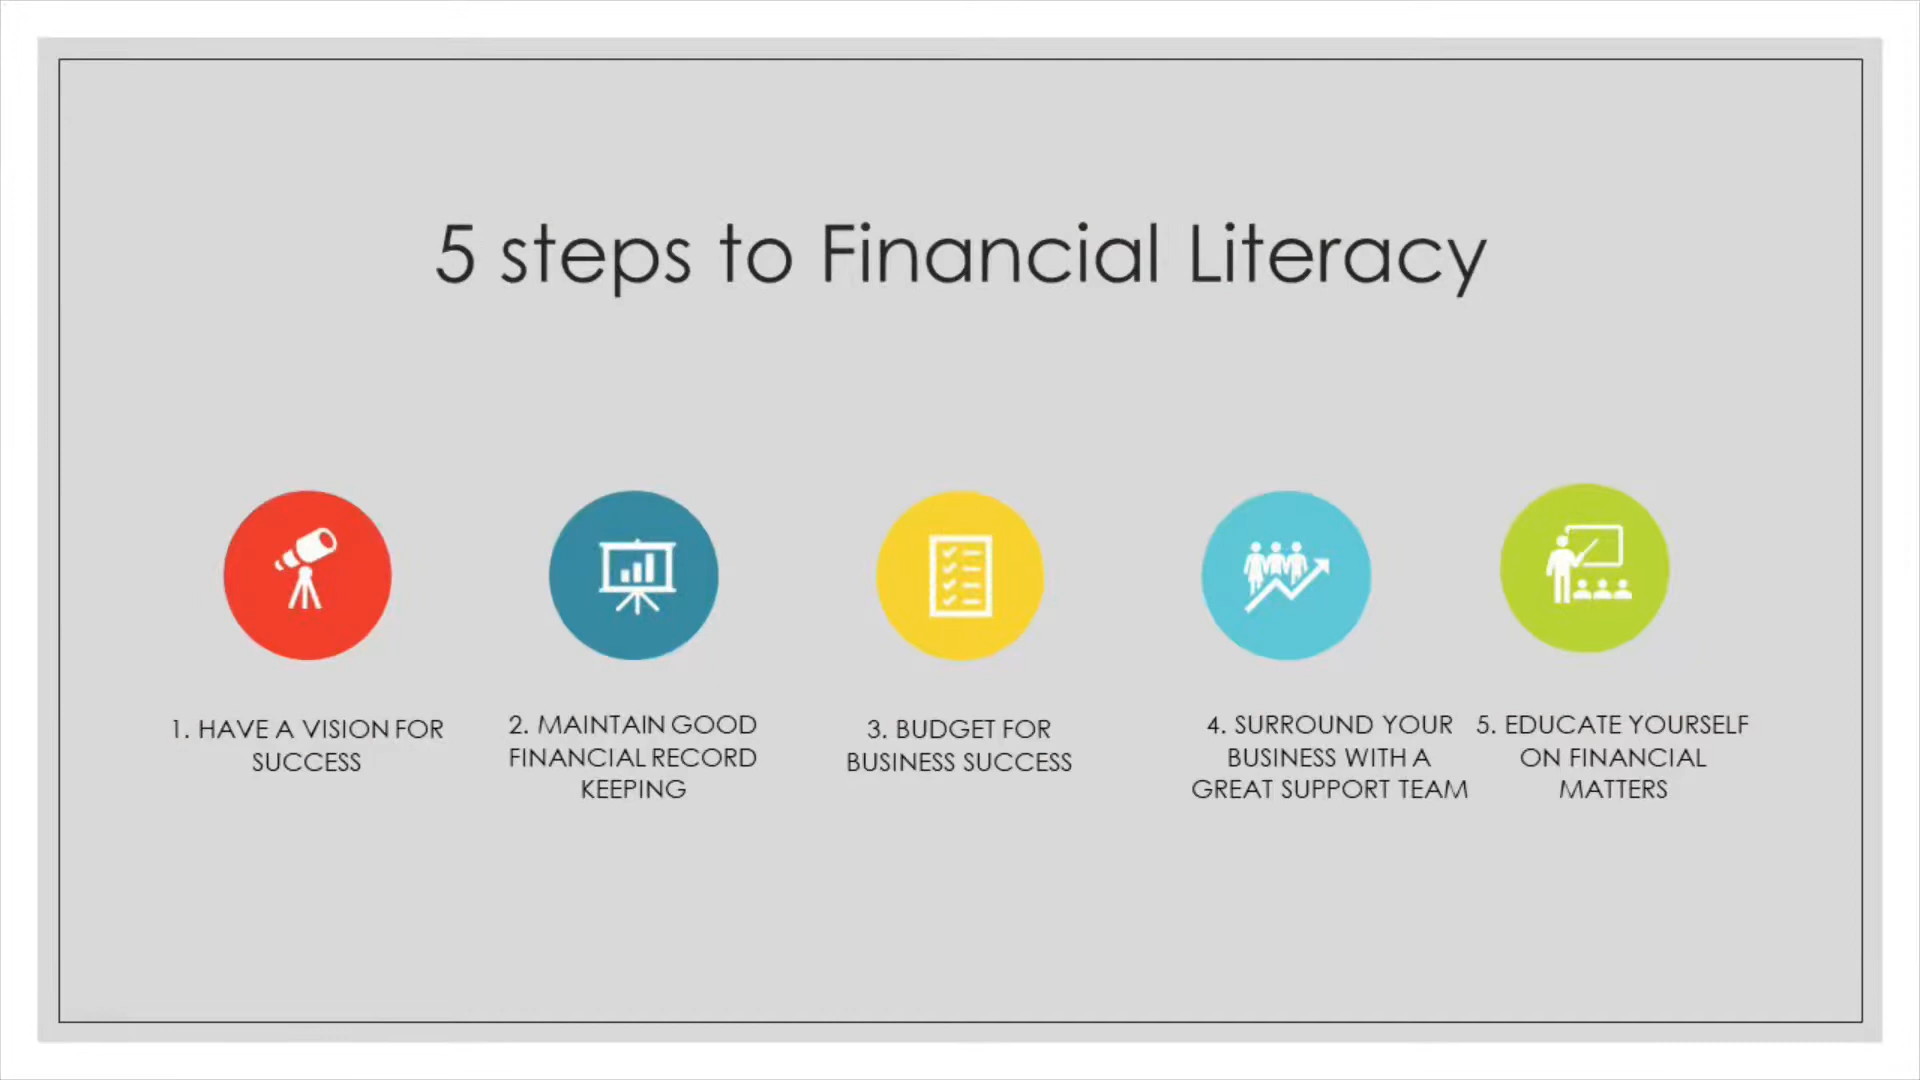 5 steps to Financial Literacy
1. HAVE A VISION FOR
SUCCESS
2. MAINTAIN GOOD
FINANCIAL RECORD
KEEPING
3. BUDGET FOR
BUSINESS SUCCESS
4. SURROUND YOUR
BUSINESS WITH A
GREAT SUPPORT TEAM
5. EDUCATE YOURSELF
ON FINANCIAL
MATTERS